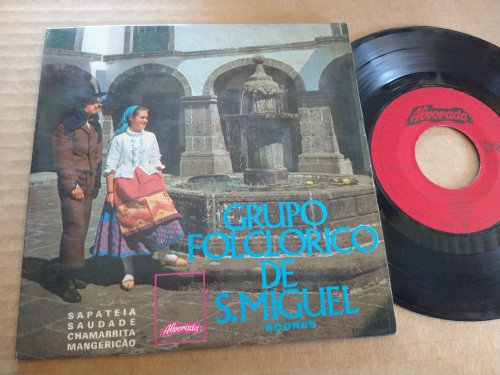 GRUPO
FOLCLORICO
DE
S.MIGUEL
AÇORES
SAPATEIA
SAUDADE
CHAMARRITA
MANGERICÃO
Alvorada
Alvorada